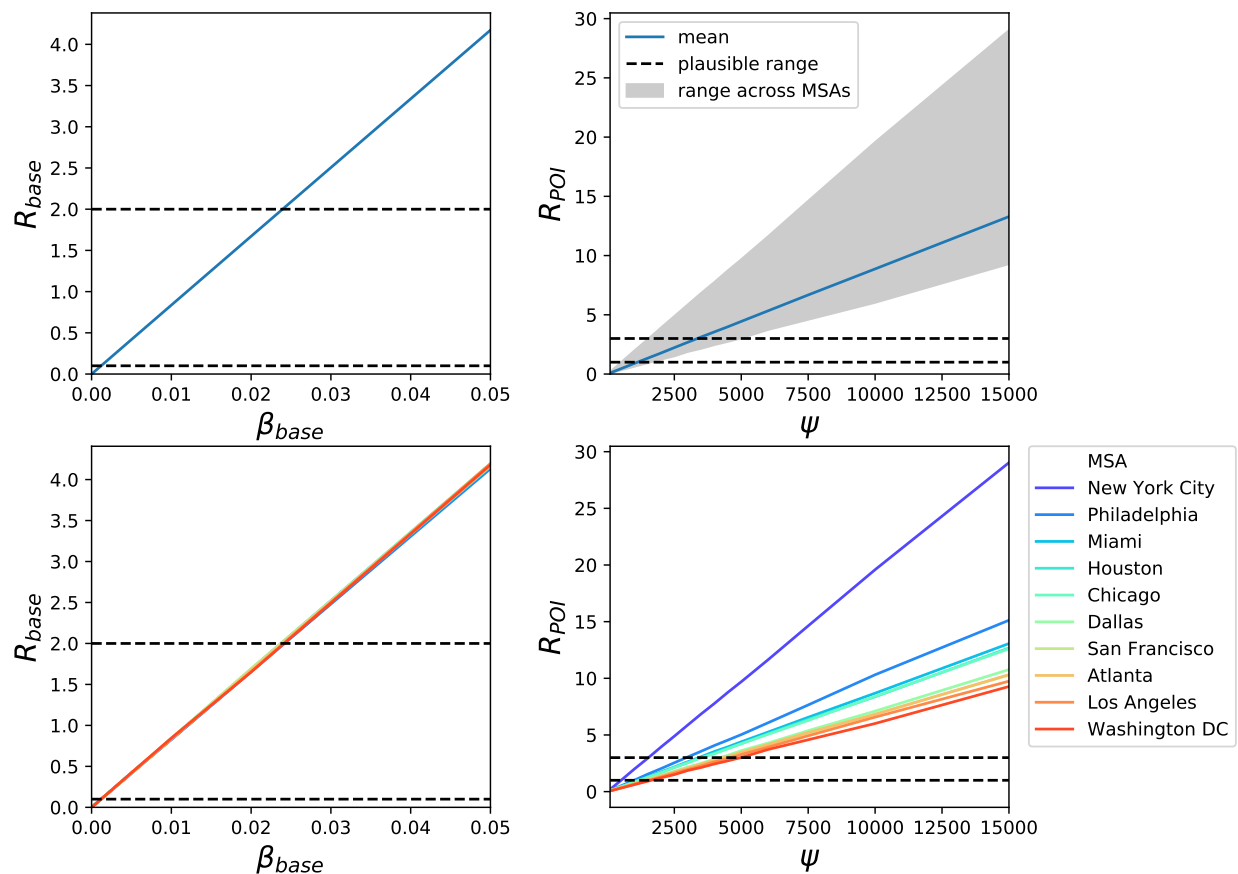 4.0
3.5
3.0
2.5
2.0
1.5
1.0
0.5
0.0
R_base
0.00 0.01 0.02 0.03 0.04 0.05
β_base
30
25
20
15
10
5
0
R_POI
mean
plausible range
range across MSAs
2500 5000 7500 10000 12500 15000
ψ
4.0
3.5
3.0
2.5
2.0
1.5
1.0
0.5
0.0
R_base
0.00 0.01 0.02 0.03 0.04 0.05
β_base
30
25
20
15
10
5
0
R_POI
2500 5000 7500 10000 12500 15000
ψ
MSA
New York City
Philadelphia
Miami
Houston
Chicago
Dallas
San Francisco
Atlanta
Los Angeles
Washington DC